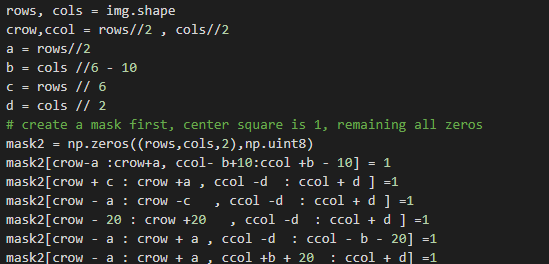 rows, cols = img.shape
crow,ccol = rows//2 , cols//2
a = rows//2
b = cols //6 - 10
c = rows // 6
d = cols // 2
# create a mask first, center square is 1, remaining all zeros
mask2 = np.zeros((rows,cols,2),np.uint8)
mask2[crow-a :crow+a, ccol- b+10:ccol +b - 10] = 1
mask2[crow + c : crow +a , ccol -d  : ccol + d ] =1
mask2[crow - a : crow -c   , ccol -d  : ccol + d ] =1
mask2[crow - 20 : crow +20   , ccol -d  : ccol + d ] =1
mask2[crow - a : crow + a , ccol -d  : ccol - b - 20] =1
mask2[crow - a : crow + a , ccol +b + 20  : ccol + d] =1